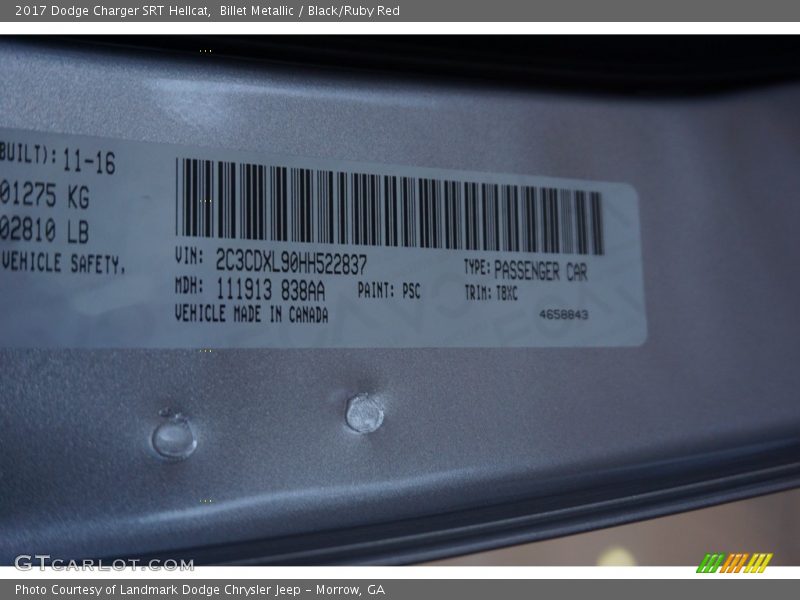 2017 Dodge Charger SRT Hellcat, Billet Metallic / Black/Ruby Red
BUILT): 11-16
01275 KG
02810 LB
VEHICLE SAFETY.
VIN: 2C3CDXL90HH522837
TYPE: PASSENGER CAR
MDH: 111913 838AA
PAINT: PSC
TRIM: T8XC
VEHICLE MADE IN CANADA
4658843
GTCARLOT.COM
Photo Courtesy of Landmark Dodge Chrysler Jeep – Morrow, GA